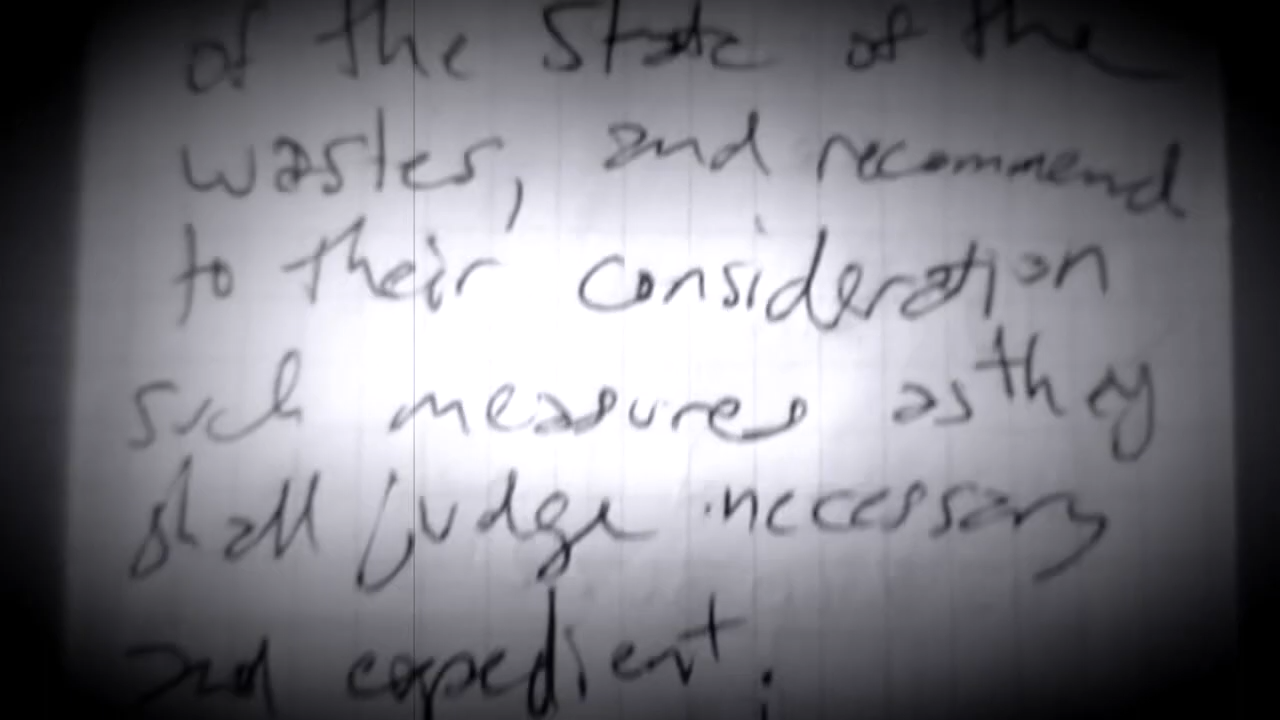 of the State of the
wastes, and recommend
to their consideration
such measures as they
shall judge necessary
and expedient;